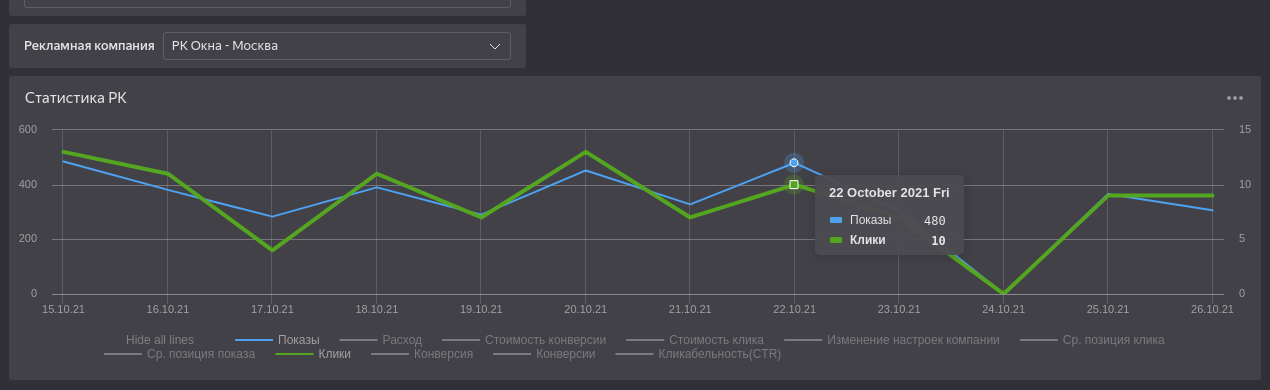 Рекламная компания РК Окна - Москва
Статистика РК
600 15
400 10
200 5
0 0
22 October 2021 Fri
Показы 480
Клики 10
15.10.21 16.10.21 17.10.21 18.10.21 19.10.21 20.10.21 21.10.21 22.10.21 23.10.21 24.10.21 25.10.21 26.10.21
Hide all lines Показы Расход Стоимость конверсии Стоимость клика Изменение настроек компании Ср. позиция клика
Ср. позиция показа Клики Конверсия Конверсии Кликабельность(CTR)